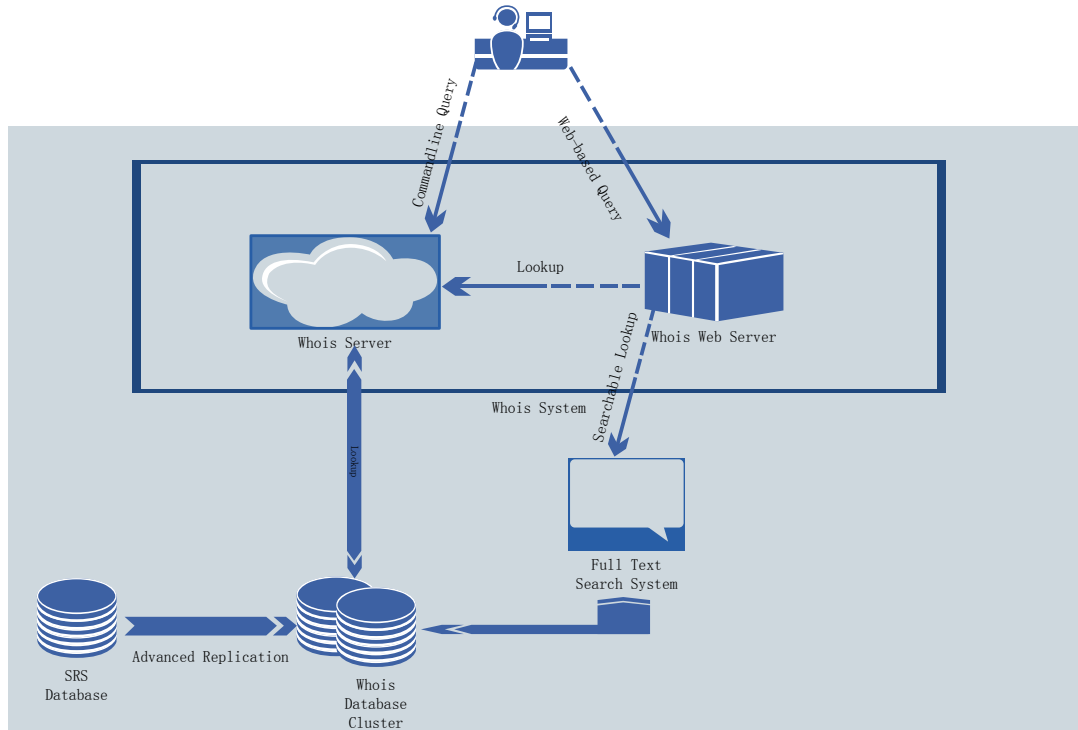 Commandline Query
Web-based Query
Lookup
Whois Server
Whois Web Server
Searchable Lookup
Whois System
Lookup
Full Text
Search System
Advanced Replication
SRS
Database
Whois
Database
Cluster